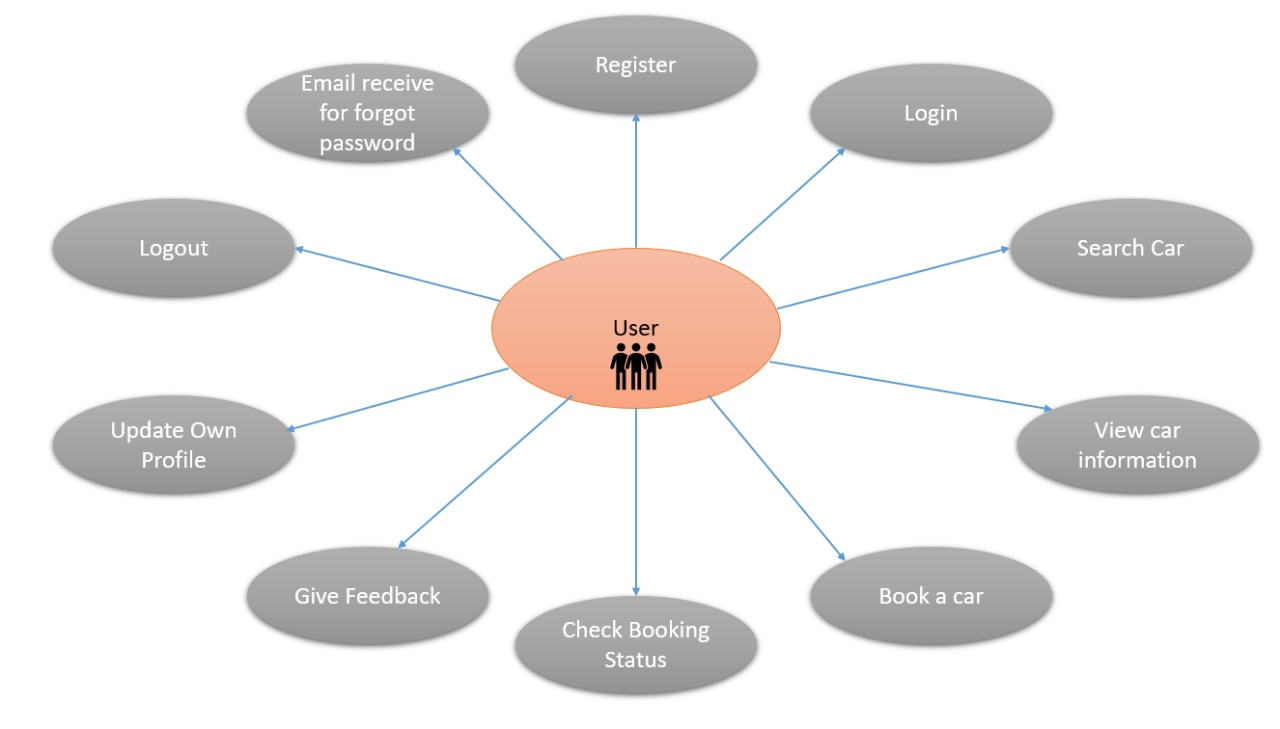 Register
Email receive
for forgot
password
Login
Logout
Search Car
User
Update Own
Profile
View car
information
Give Feedback
Book a car
Check Booking
Status